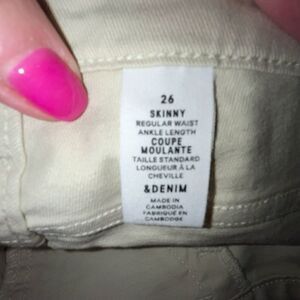 26
SKINNY
REGULAR WAIST
ANKLE LENGTH
COUPE
MOULANTE
TAILLE STANDARD
LONGUEUR À LA
CHEVILLE
&DENIM
MADE IN
CAMBODIA
FABRIQUÉ EN
CAMBODGE